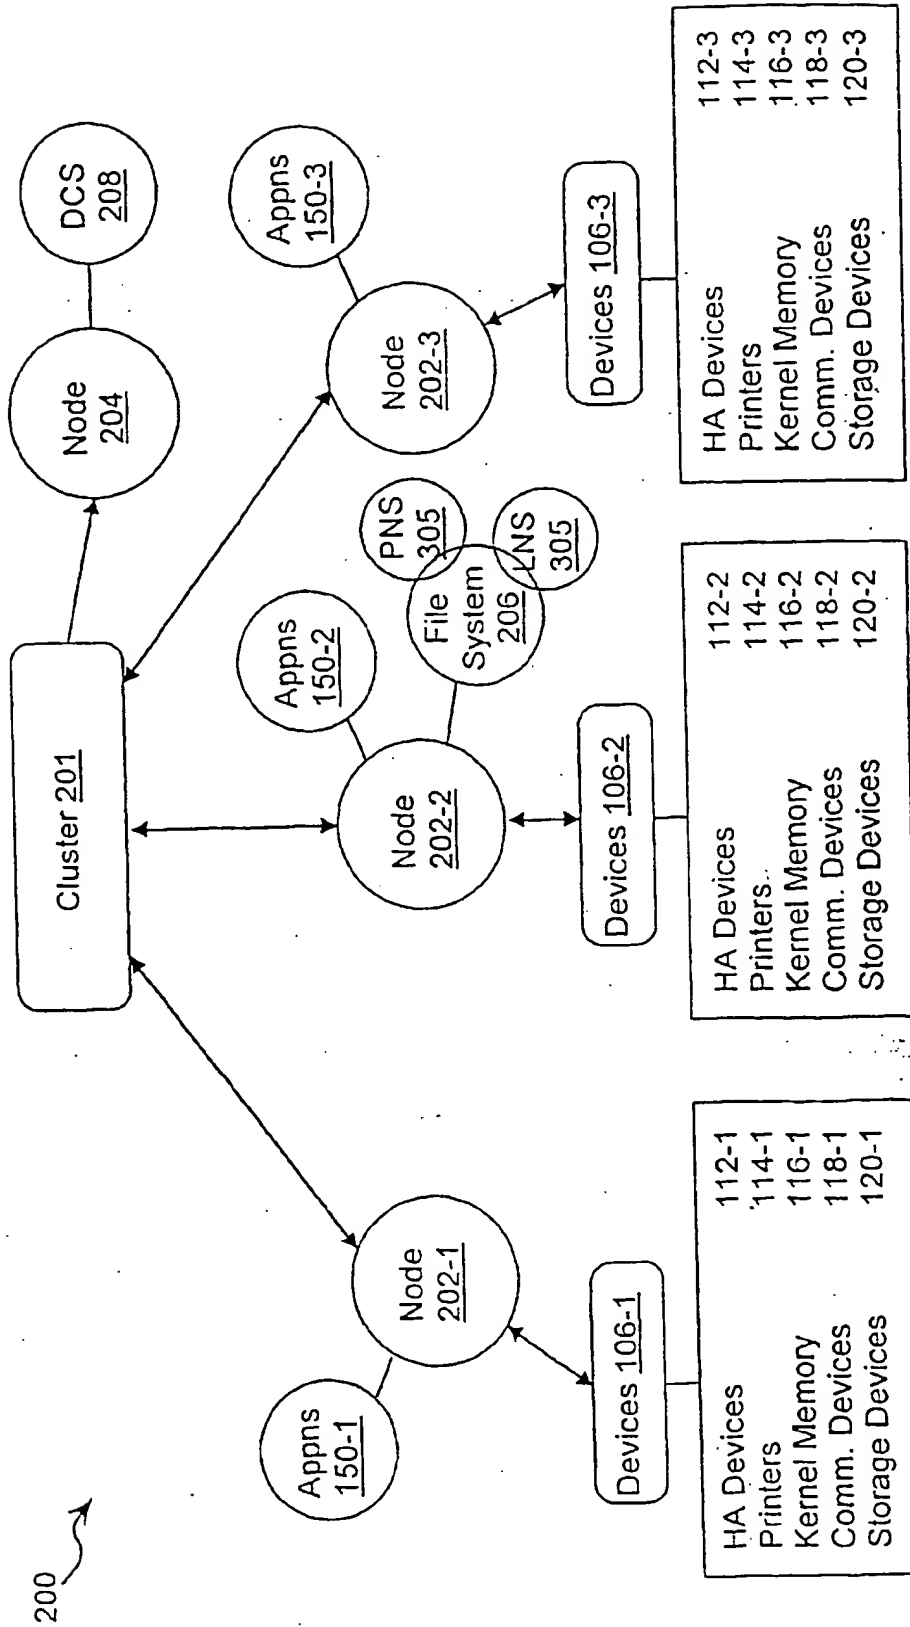 200
Cluster 201
Node
204
DCS
208
Appns
150-1
Node
202-1
Appns
150-2
Node
202-2
File
System
206
PNS
305
LNS
305
Appns
150-3
Node
202-3
Devices 106-1
Devices 106-2
Devices 106-3
HA Devices 112-1
Printers 114-1
Kernel Memory 116-1
Comm. Devices 118-1
Storage Devices 120-1
HA Devices 112-2
Printers 114-2
Kernel Memory 116-2
Comm. Devices 118-2
Storage Devices 120-2
HA Devices 112-3
Printers 114-3
Kernel Memory 116-3
Comm. Devices 118-3
Storage Devices 120-3